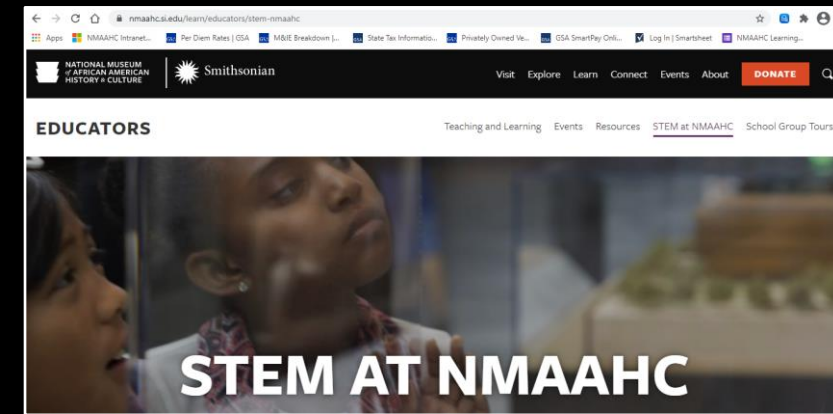 nmaahc.si.edu/learn/educators/stem-nmaahc
Apps NMAAHC Intranet... Per Diem Rates | GSA M&IE Breakdown |... State Tax Informatio... Privately Owned Ve... GSA SmartPay Onli... Log In | Smartsheet NMAAHC Learning...
NATIONAL MUSEUM
of AFRICAN AMERICAN
HISTORY & CULTURE
Smithsonian
Visit Explore Learn Connect Events About DONATE
EDUCATORS
Teaching and Learning Events Resources STEM at NMAAHC School Group Tours
STEM AT NMAAHC